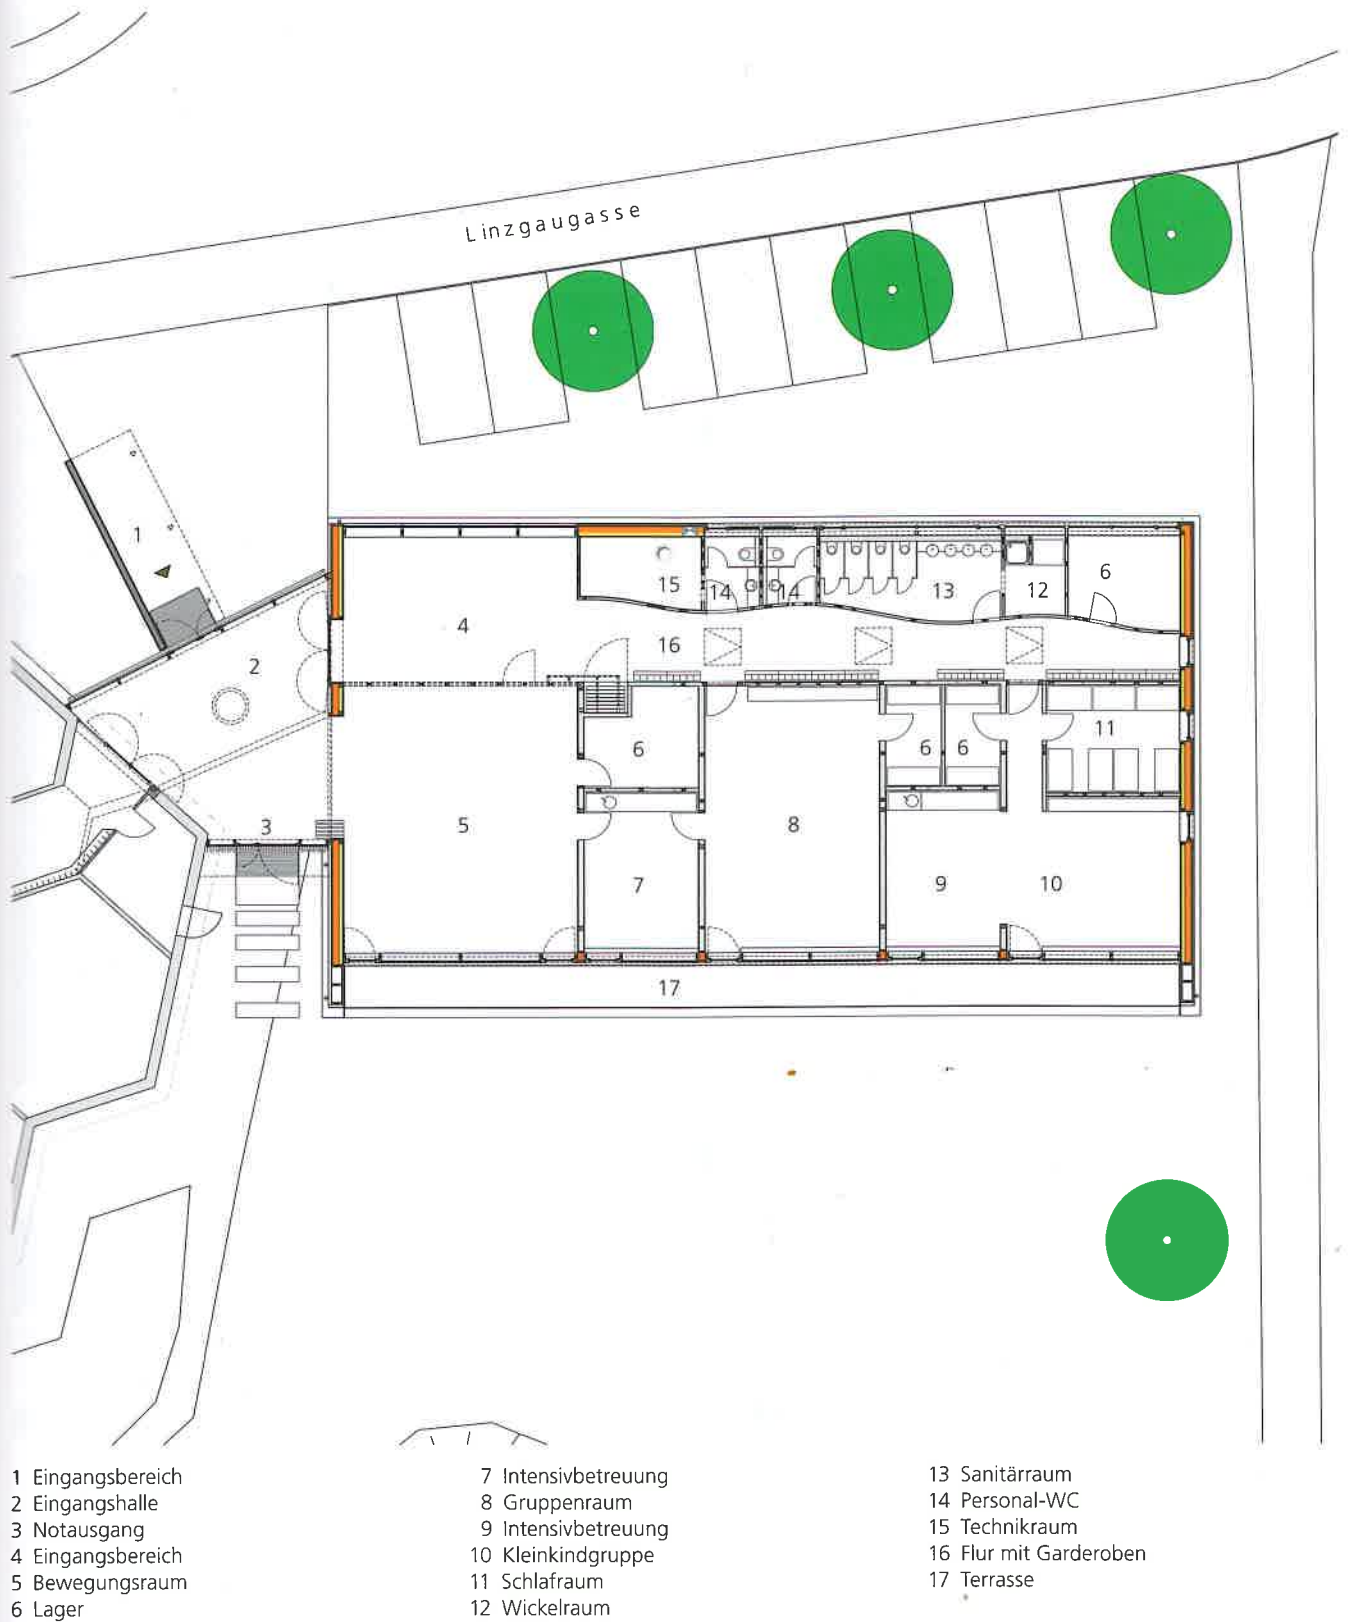 Linzgaugasse
1
2
3
4
5
6
7
8
6 6
9
10
11
12
13
14 14
15
16
6
17
1 Eingangsbereich
2 Eingangshalle
3 Notausgang
4 Eingangsbereich
5 Bewegungsraum
6 Lager
7 Intensivbetreuung
8 Gruppenraum
9 Intensivbetreuung
10 Kleinkindgruppe
11 Schlafraum
12 Wickelraum
13 Sanitärraum
14 Personal-WC
15 Technikraum
16 Flur mit Garderoben
17 Terrasse